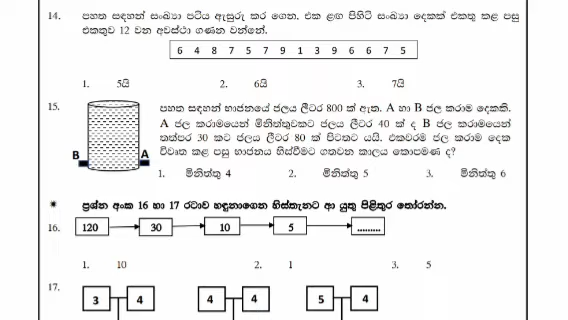 14. පහත සඳහන් සංඛ්‍යා පටිය ඇසුරු කර ගෙන. එක ළඟ පිහිටි සංඛ්‍යා දෙකක් එකතු කළ පසු
එකතුව 12 වන අවස්ථා ගණන වන්නේ.
6 4 8 7 5 7 9 1 3 9 6 6 7 5
1. 5යි 2. 6යි 3. 7යි
15. පහත සඳහන් භාජනයේ ජලය ලීටර 800 ක් ඇත. A හා B ජල කරාම දෙකකි.
A ජල කරාමයෙන් මිනිත්තුවකට ජලය ලීටර 40 ක් ද B ජල කරාමයෙන්
තත්පර 30 කට ජලය ලීටර 80 ක් පිටතට යයි. එකවරම ජල කරාම දෙක
විවෘත කළ පසු භාජනය හිස්වීමට ගතවන කාලය කොපමණ ද?
B A
1. මිනිත්තු 4 2. මිනිත්තු 5 3. මිනිත්තු 6
* ප්‍රශ්න අංක 16 හා 17 රටාව හඳුනාගෙන හිස්තැනට ආ යුතු පිළිතුර තෝරන්න.
16. 120 30 10 5 .........
1. 10 2. 1 3. 5
17. 3 4 4 4 5 4